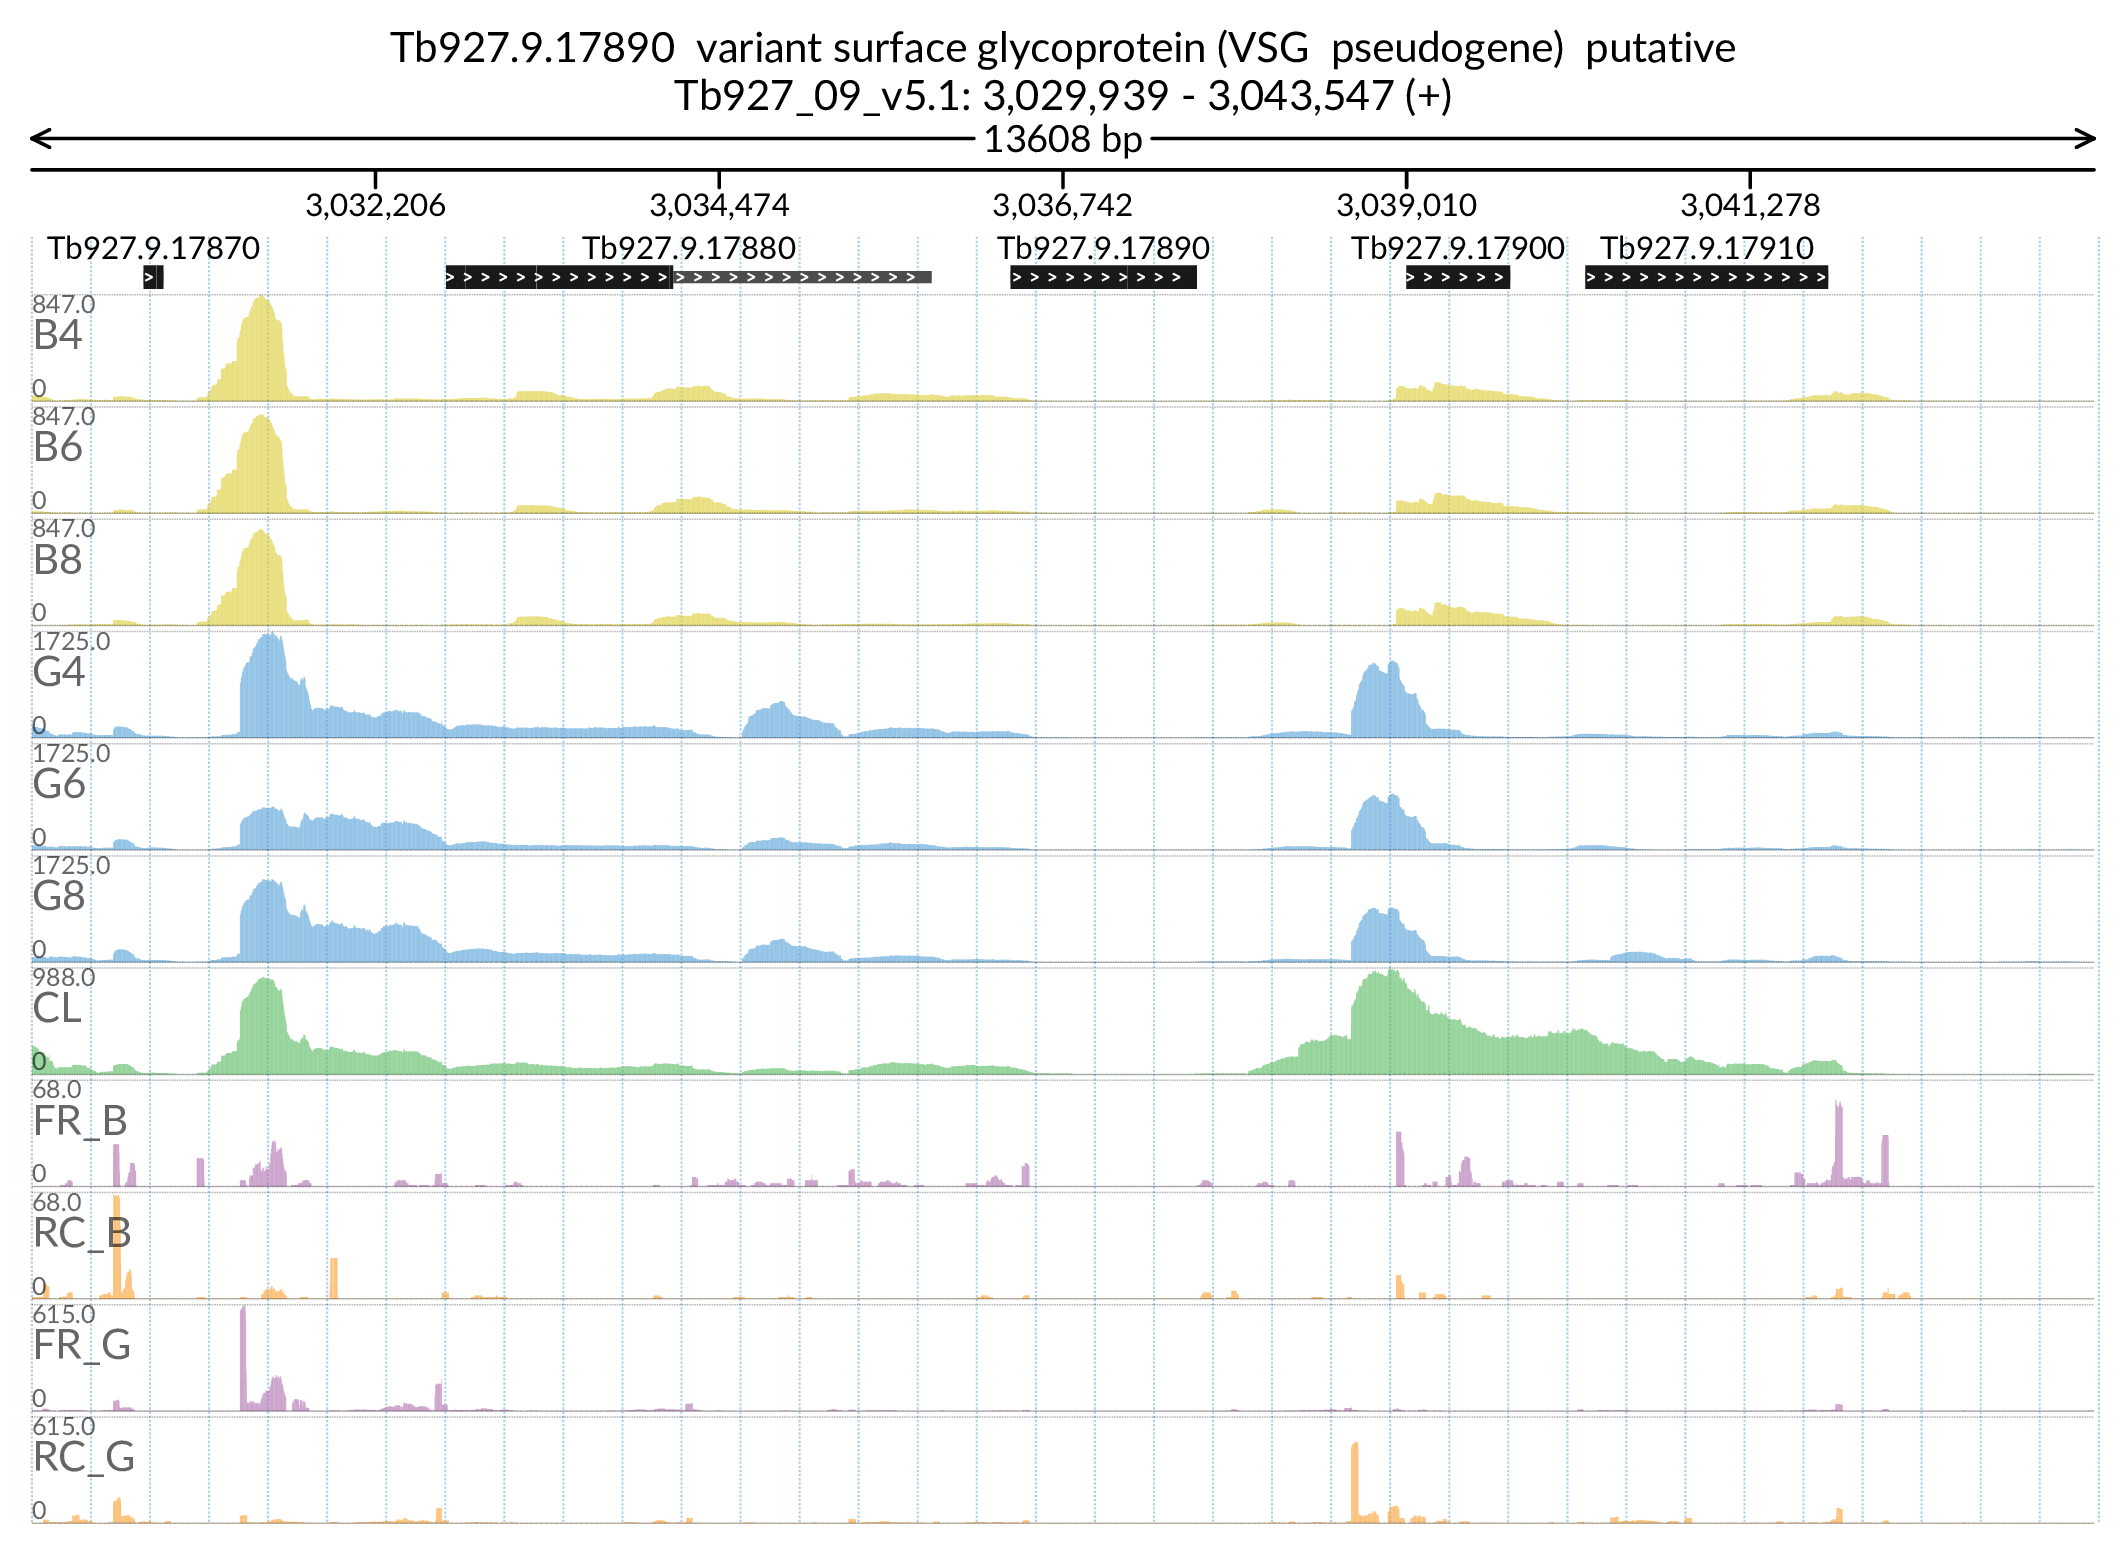 Tb927.9.17890 variant surface glycoprotein (VSG pseudogene) putative
Tb927_09_v5.1: 3,029,939 - 3,043,547 (+)
13608 bp
3,032,206 3,034,474 3,036,742 3,039,010 3,041,278
Tb927.9.17870 Tb927.9.17880 Tb927.9.17890 Tb927.9.17900 Tb927.9.17910
847.0
B4
0
847.0
B6
0
847.0
B8
0
1725.0
G4
0
1725.0
G6
0
1725.0
G8
0
988.0
CL
0
68.0
FR_B
0
68.0
RC_B
0
615.0
FR_G
0
615.0
RC_G
0